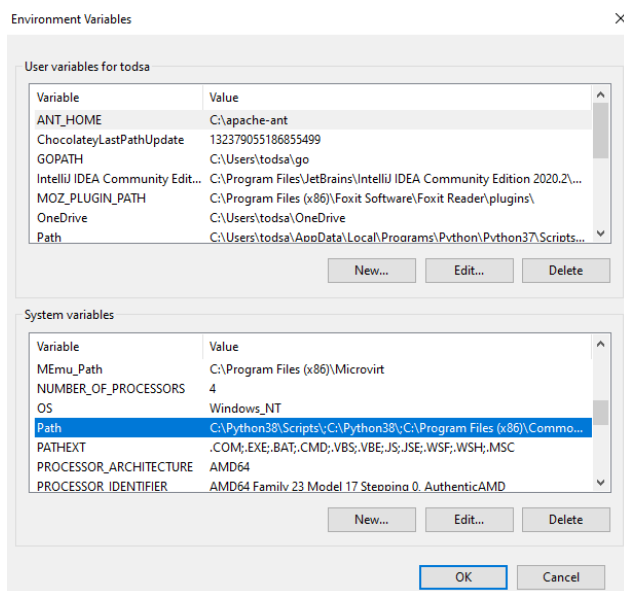 Environment Variables
User variables for todsa
Variable Value
ANT_HOME C:\apache-ant
ChocolateyLastPathUpdate 132379055186855499
GOPATH C:\Users\todsa\go
IntelliJ IDEA Community Edit... C:\Program Files\JetBrains\IntelliJ IDEA Community Edition 2020.2\...
MOZ_PLUGIN_PATH C:\Program Files (x86)\Foxit Software\Foxit Reader\plugins\
OneDrive C:\Users\todsa\OneDrive
Path C:\Users\todsa\AppData\Local\Programs\Python\Python37\Scripts...
New... Edit... Delete
System variables
Variable Value
MEmu_Path C:\Program Files (x86)\Microvirt
NUMBER_OF_PROCESSORS 4
OS Windows_NT
Path C:\Python38\Scripts\;C:\Python38\;C:\Program Files (x86)\Commo...
PATHEXT .COM;.EXE;.BAT;.CMD;.VBS;.VBE;.JS;.JSE;.WSF;.WSH;.MSC
PROCESSOR_ARCHITECTURE AMD64
PROCESSOR_IDENTIFIER AMD64 Family 23 Model 17 Stepping 0, AuthenticAMD
New... Edit... Delete
OK Cancel